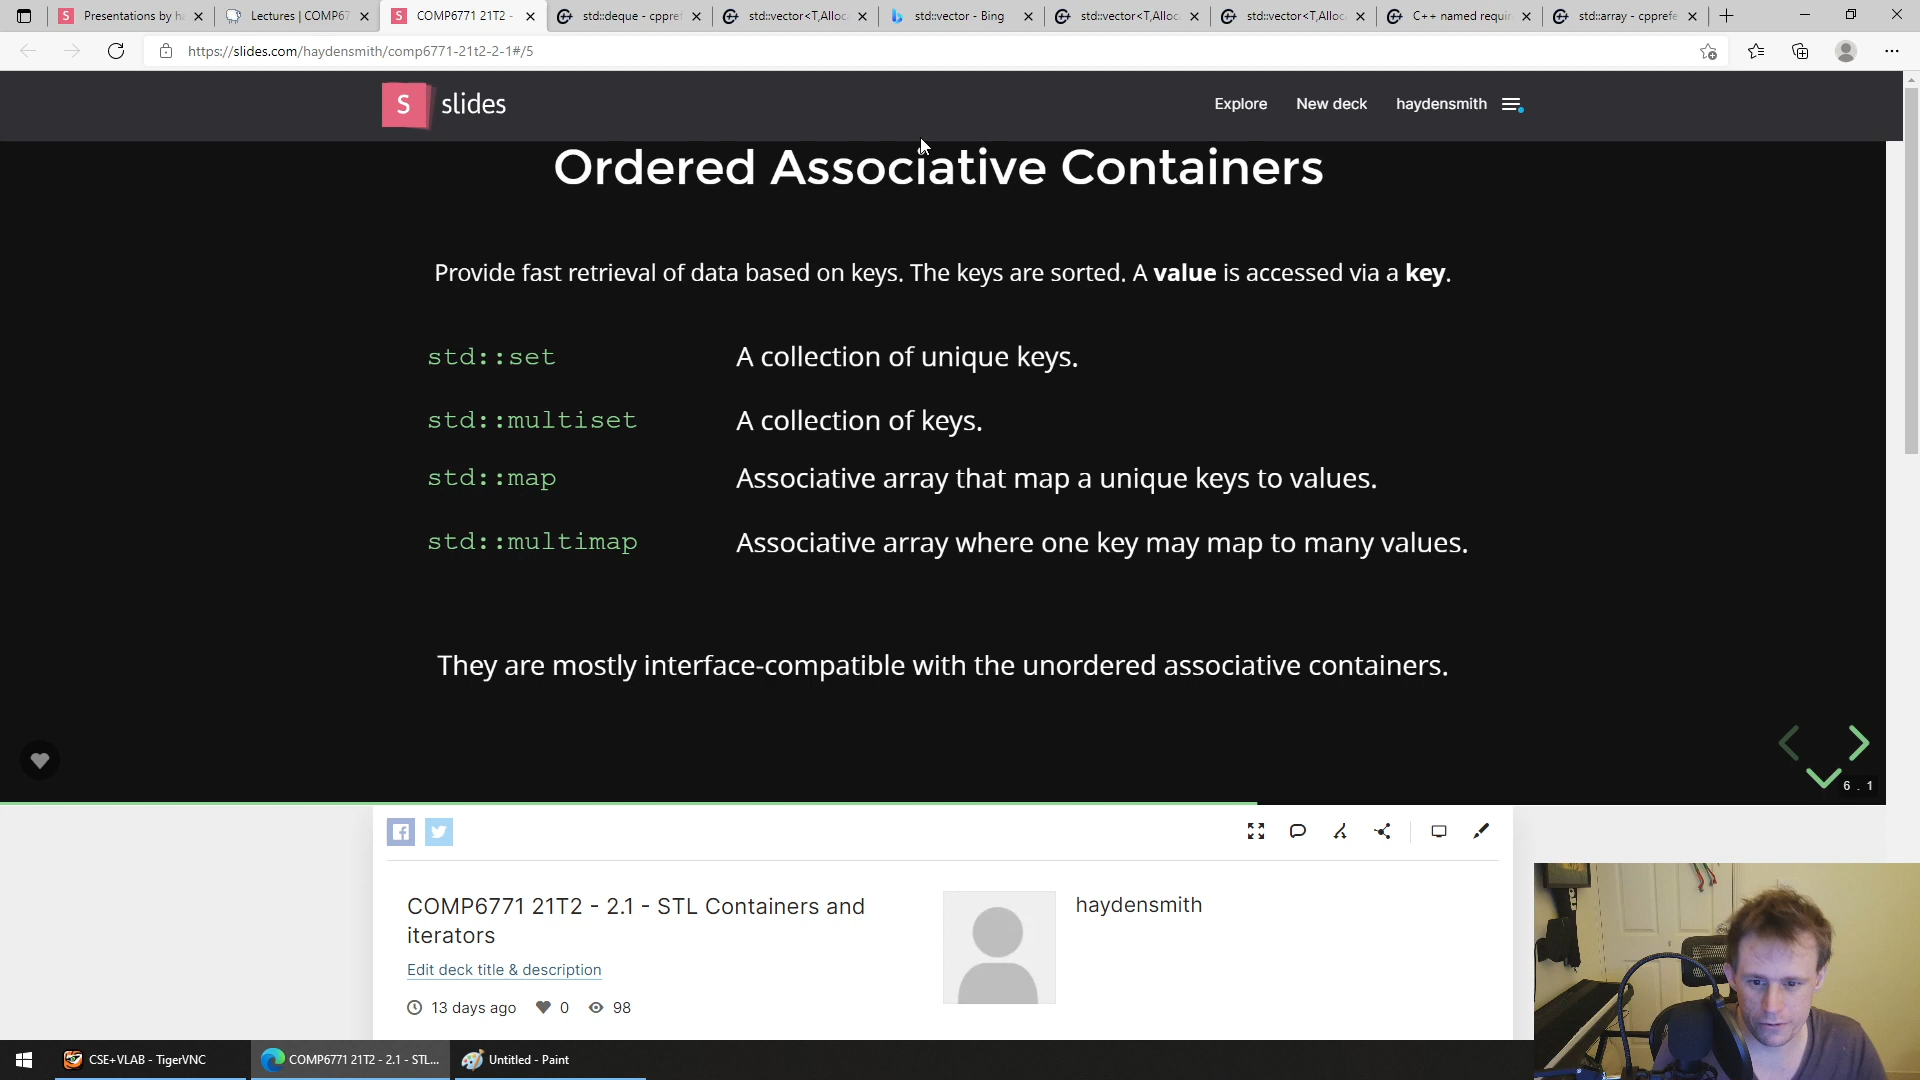 Presentations by h
Lectures | COMP67
COMP6771 21T2 -
std::deque - cppref
std::vector<T,Alloc
std::vector - Bing
std::vector<T,Alloc
std::vector<T,Alloc
C++ named requir
std::array - cpprefe
https://slides.com/haydensmith/comp6771-21t2-2-1#/5
S slides
Explore
New deck
haydensmith
Ordered Associative Containers
Provide fast retrieval of data based on keys. The keys are sorted. A value is accessed via a key.
std::set A collection of unique keys.
std::multiset A collection of keys.
std::map Associative array that map a unique keys to values.
std::multimap Associative array where one key may map to many values.
They are mostly interface-compatible with the unordered associative containers.
6 . 1
COMP6771 21T2 - 2.1 - STL Containers and
iterators
haydensmith
Edit deck title & description
13 days ago 0 98
CSE+VLAB - TigerVNC
COMP6771 21T2 - 2.1 - STL...
Untitled - Paint